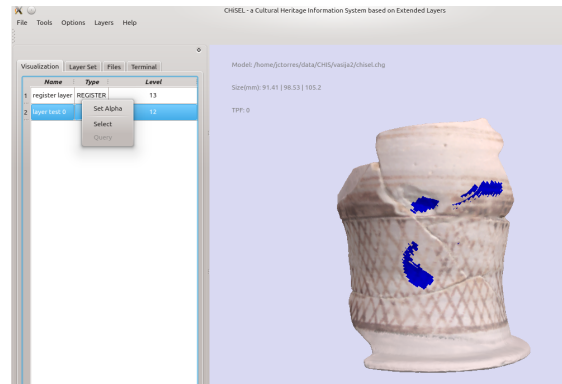 CHiSEL - a Cultural Heritage Information System based on Extended Layers
File Tools Options Layers Help
Visualization Layer Set Files Terminal
Model: /home/jctorres/data/CHIS/vasija2/chisel.chg
Name Type Level
Size(mm): 91.41 | 98.53 | 105.2
1 register layer REGISTER 13
2 layer test 0 12
TPF: 0
Set Alpha
Select
Query